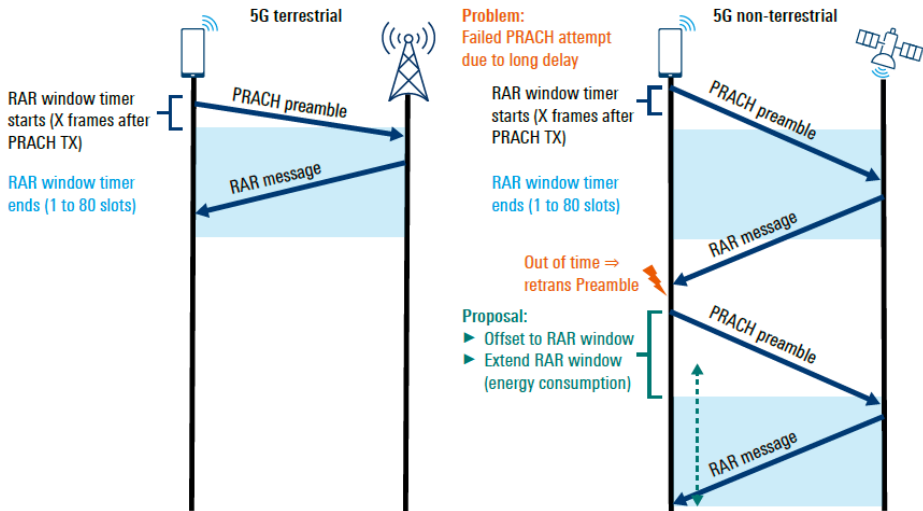 5G terrestrial
RAR window timer
starts (X frames after
PRACH TX)
PRACH preamble
RAR window timer
ends (1 to 80 slots)
RAR message
Problem:
Failed PRACH attempt
due to long delay
5G non-terrestrial
RAR window timer
starts (X frames after
PRACH TX)
PRACH preamble
RAR window timer
ends (1 to 80 slots)
RAR message
Out of time ⇒
retrans Preamble
Proposal:
► Offset to RAR window
► Extend RAR window
(energy consumption)
PRACH preamble
RAR message